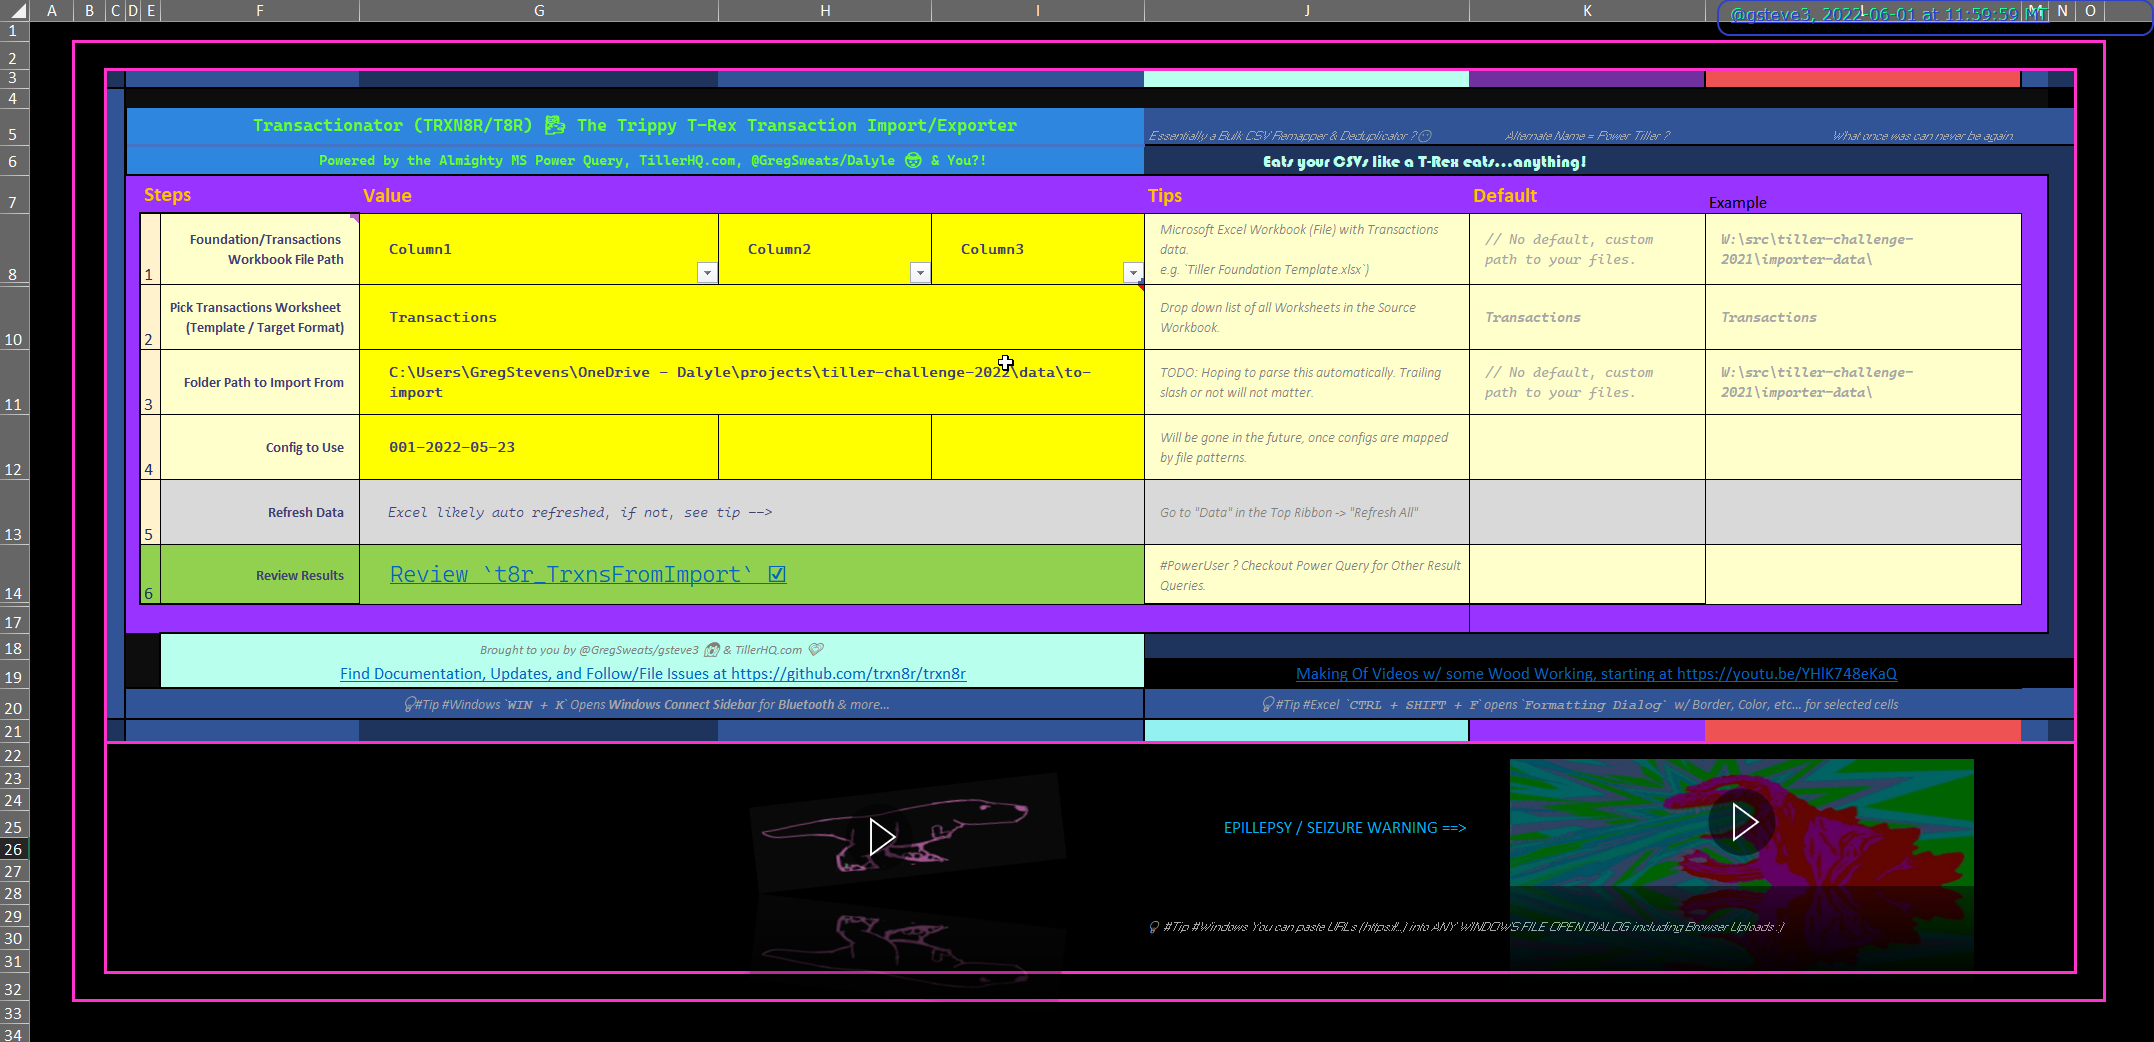 A B C D E F G H I J K L M N O
@gsteve3, 2022-06-01 at 11:59:59 MT
1
2
3
4
5
Transactionator (TRXN8R/T8R) The Trippy T-Rex Transaction Import/Exporter
Essentially a Bulk CSV Remapper & Deduplicator ?
Alternate Name = Power Tiller ?
What once was can never be again.
6
Powered by the Almighty MS Power Query, TillerHQ.com, @GregSweats/Dalyle 😎 & You?!
Eats your CSVs like a T-Rex eats...anything!
7
Steps
Value
Tips
Default
Example
8
1
Foundation/Transactions
Workbook File Path
Column1
Column2
Column3
Microsoft Excel Workbook (File) with Transactions
data.
e.g. `Tiller Foundation Template.xlsx`)
// No default, custom
path to your files.
W:\src\tiller-challenge-
2021\importer-data\
10
2
Pick Transactions Worksheet
(Template / Target Format)
Transactions
Drop down list of all Worksheets in the Source
Workbook.
Transactions
Transactions
11
3
Folder Path to Import From
C:\Users\GregStevens\OneDrive - Dalyle\projects\tiller-challenge-2022\data\to-
import
TODO: Hoping to parse this automatically. Trailing
slash or not will not matter.
// No default, custom
path to your files.
W:\src\tiller-challenge-
2021\importer-data\
12
4
Config to Use
001-2022-05-23
Will be gone in the future, once configs are mapped
by file patterns.
13
5
Refresh Data
Excel likely auto refreshed, if not, see tip -->
Go to "Data" in the Top Ribbon -> "Refresh All"
14
6
Review Results
Review `t8r_TrxnsFromImport` ☑
#PowerUser ? Checkout Power Query for Other Result
Queries.
17
18
Brought to you by @GregSweats/gsteve3 & TillerHQ.com
19
Find Documentation, Updates, and Follow/File Issues at https://github.com/trxn8r/trxn8r
Making Of Videos w/ some Wood Working, starting at https://youtu.be/YHlK748eKaQ
20
💡#Tip #Windows `WIN + K` Opens Windows Connect Sidebar for Bluetooth & more...
💡#Tip #Excel `CTRL + SHIFT + F` opens `Formatting Dialog` w/ Border, Color, etc... for selected cells
21
22
23
24
25
EPILLEPSY / SEIZURE WARNING ==>
26
27
28
29
💡 #Tip #Windows You can paste URLs (https://..) into ANY WINDOWS FILE OPEN DIALOG including Browser Uploads :)
30
31
32
33
34